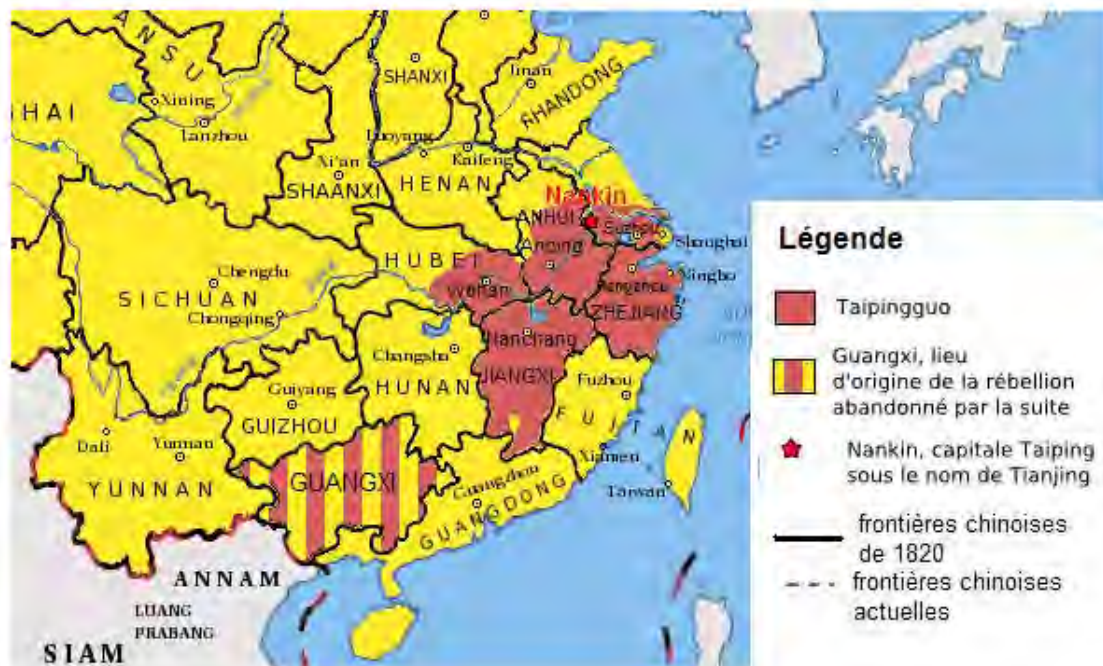 ANSU
HAI
Xining
Lanzhou
SHANXI
Jinan
SHANDONG
Luoyang
Kaifeng
Xi'an
SHAANXI
HENAN
Nankin
ANHUI
Suzhou
Shanghai
Anqing
HUBEI
Wuhan
Hangzhou
Ningbo
ZHEJIANG
Chengdu
SICHUAN
Chongqing
Nanchang
Changsha
HUNAN
JIANGXI
Fuzhou
FUJIAN
Guiyang
GUIZHOU
Dali
Yunnan
YUNNAN
GUANGXI
Guangzhou
GUANGDONG
Xiamen
Taiwan
ANNAM
LUANG
PRABANG
SIAM
Légende
Taipingguo
Guangxi, lieu
d'origine de la rébellion
abandonné par la suite
Nankin, capitale Taiping
sous le nom de Tianjing
frontières chinoises
de 1820
frontières chinoises
actuelles